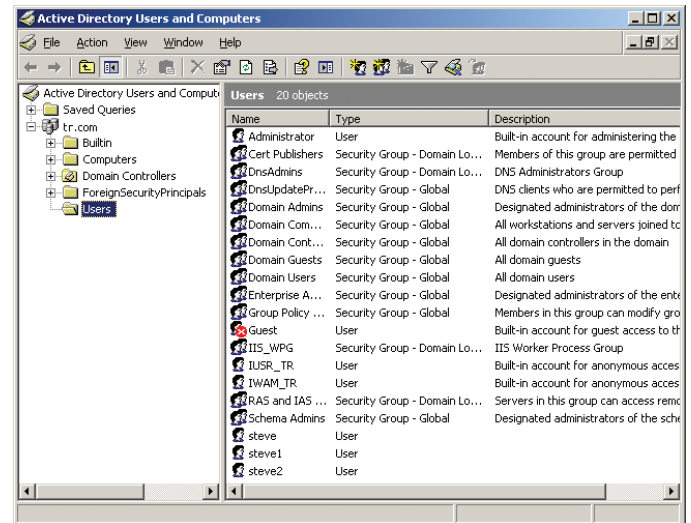 Active Directory Users and Computers
File Action View Window Help
Active Directory Users and Comput
Saved Queries
tr.com
Builtin
Computers
Domain Controllers
ForeignSecurityPrincipals
Users
Users 20 objects
Name Type Description
Administrator User Built-in account for administering the
Cert Publishers Security Group - Domain Lo... Members of this group are permitted
DnsAdmins Security Group - Domain Lo... DNS Administrators Group
DnsUpdatePr... Security Group - Global DNS clients who are permitted to perf
Domain Admins Security Group - Global Designated administrators of the dom
Domain Com... Security Group - Global All workstations and servers joined to
Domain Cont... Security Group - Global All domain controllers in the domain
Domain Guests Security Group - Global All domain guests
Domain Users Security Group - Global All domain users
Enterprise A... Security Group - Global Designated administrators of the ente
Group Policy ... Security Group - Global Members in this group can modify gro
Guest User Built-in account for guest access to th
IIS_WPG Security Group - Domain Lo... IIS Worker Process Group
IUSR_TR User Built-in account for anonymous acces
IWAM_TR User Built-in account for anonymous acces
RAS and IAS ... Security Group - Domain Lo... Servers in this group can access remo
Schema Admins Security Group - Global Designated administrators of the sche
steve User
steve1 User
steve2 User